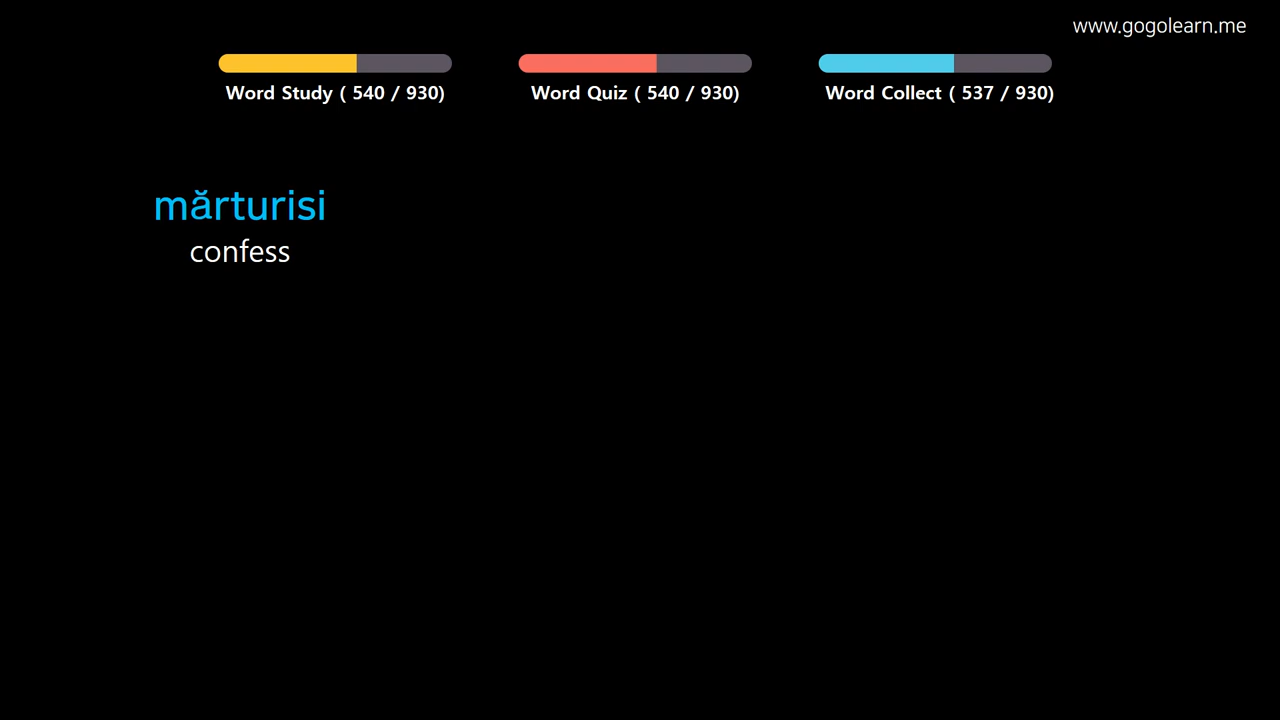 www.gogolearn.me
Word Study ( 540 / 930)
Word Quiz ( 540 / 930)
Word Collect ( 537 / 930)
mărturisi
confess